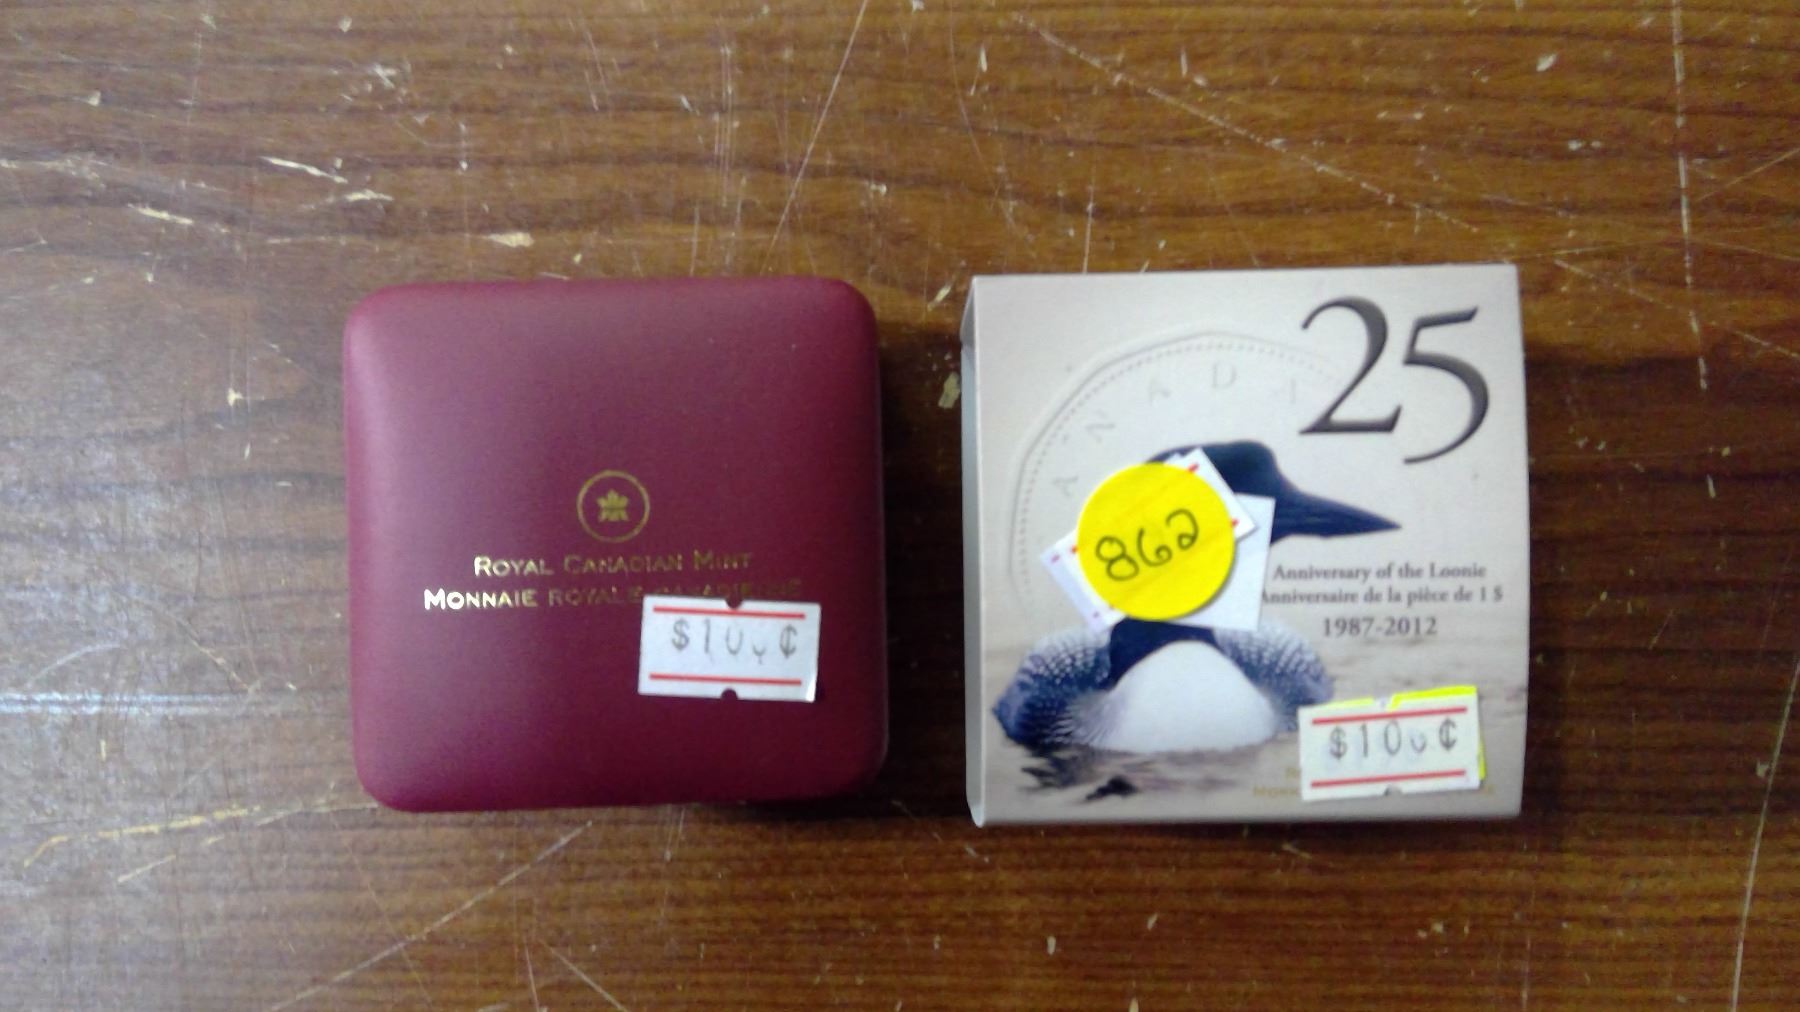 ROYAL CANADIAN MINT
MONNAIE ROYALE CANADIENNE
$10
¢
CANADA
25
862
Anniversary of the Loonie
Anniversaire de la pièce de 1 $
1987-2012
$10
¢